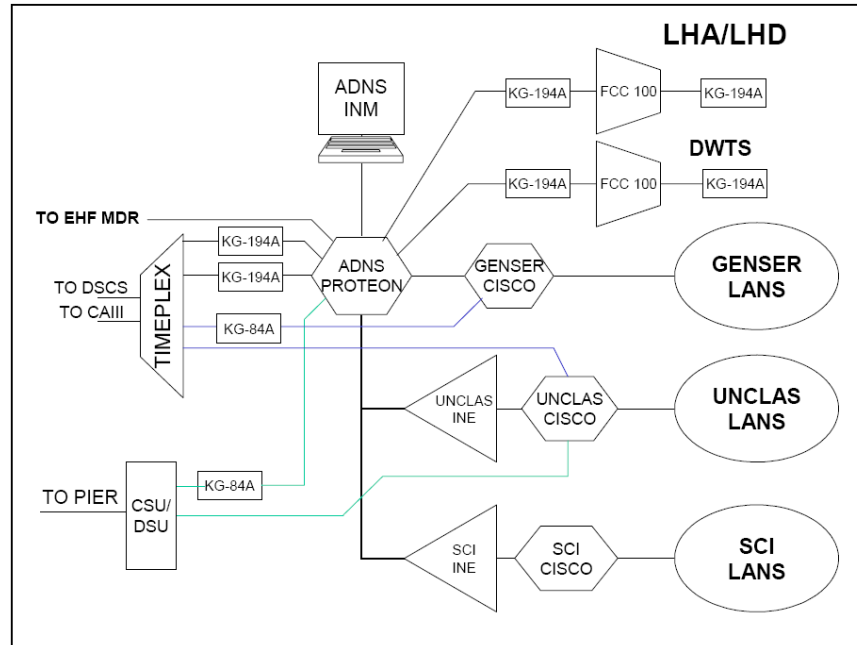 LHA/LHD
ADNS
INM
KG-194A
FCC 100
KG-194A
DWTS
KG-194A
FCC 100
KG-194A
TO EHF MDR
KG-194A
KG-194A
ADNS
PROTEON
GENSER
CISCO
GENSER
LANS
TO DSCS
TO CAIII
TIMEPLEX
KG-84A
UNCLAS
INE
UNCLAS
CISCO
UNCLAS
LANS
KG-84A
TO PIER
CSU/
DSU
SCI
INE
SCI
CISCO
SCI
LANS